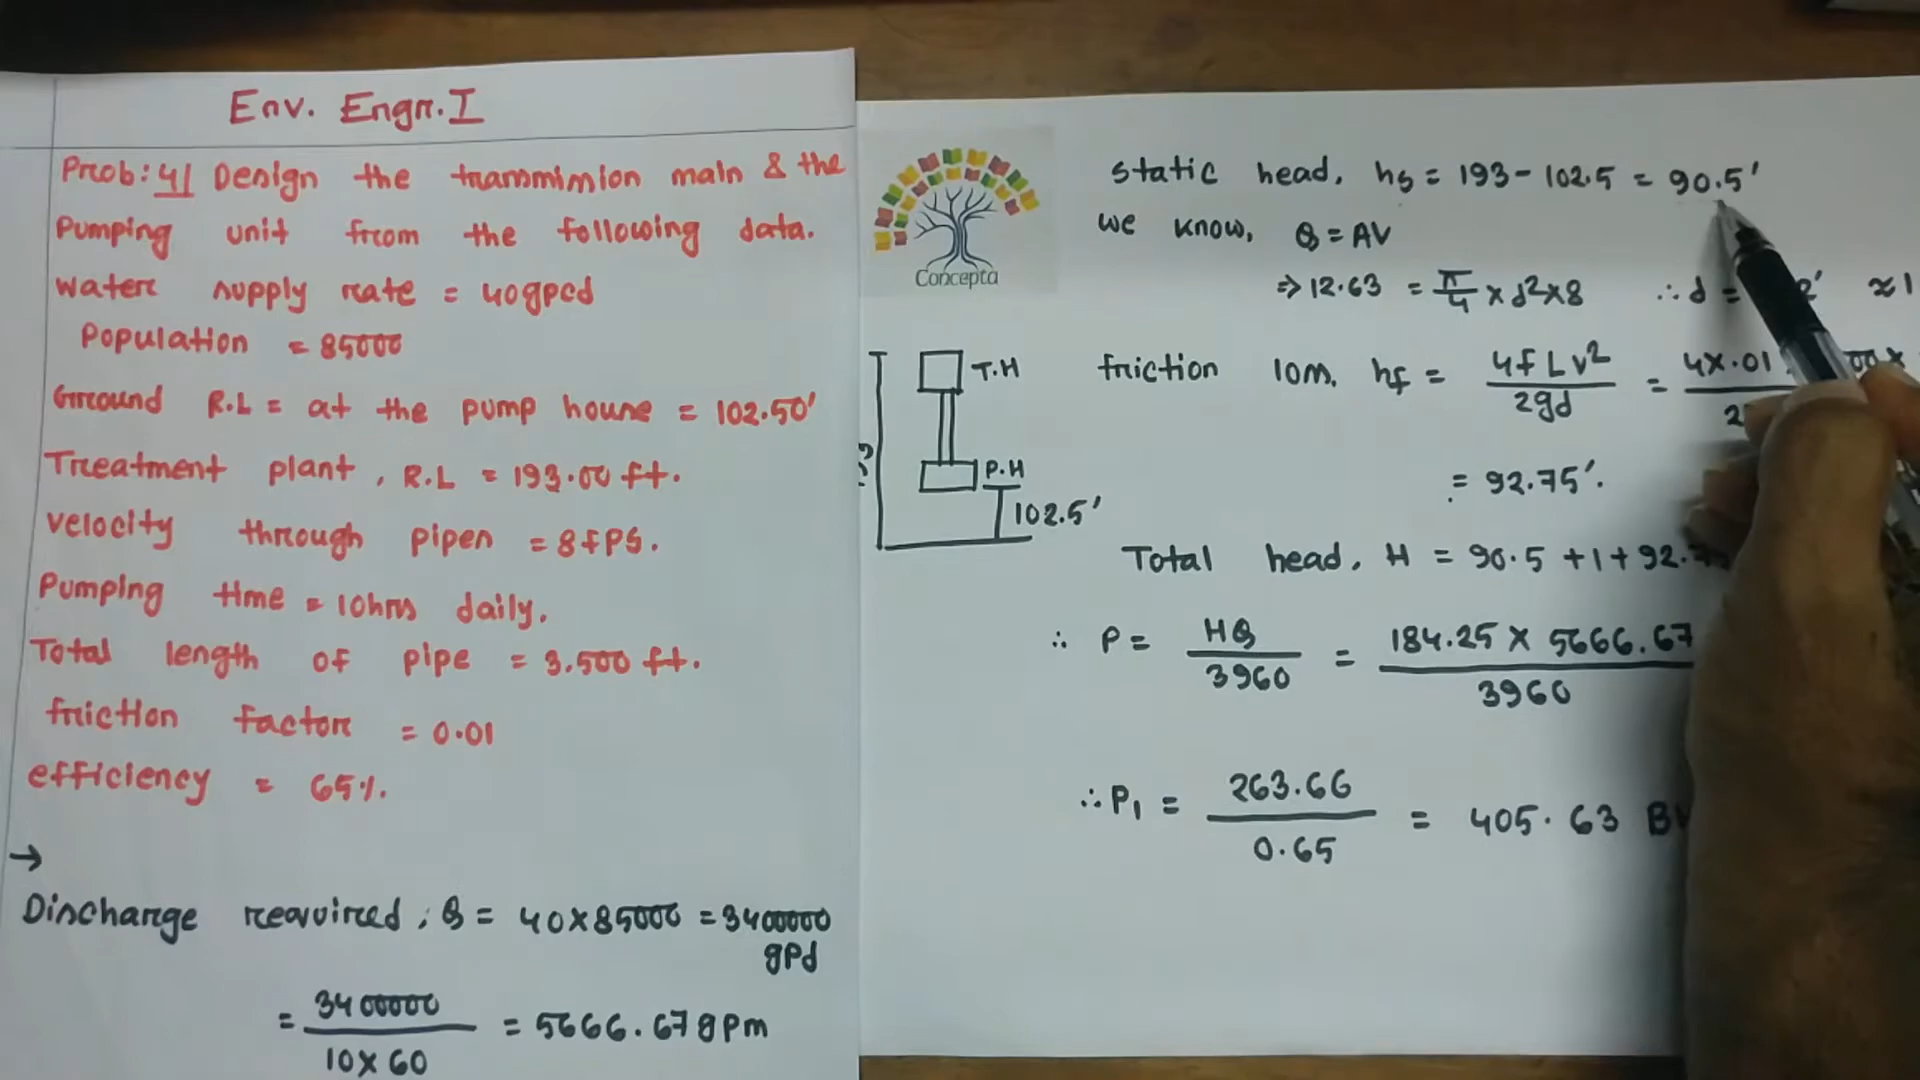 Env. Engn. I
Prob: 41 Design the transmission main & the
Pumping unit from the following data.
Water supply rate = 40gpcd
Population = 85000
Ground R.L = at the pump house = 102.50'
Treatment plant, R.L = 193.00 ft.
velocity through pipes = 8fps.
Pumping time = 10hrs daily.
Total length of pipe = 3.500 ft.
friction factor = 0.01
efficiency = 65%.
→
Discharge required, Q = 40×85000 = 3400000
gpd
= 3400000 / 10×60 = 5666.67 gpm
Concepta
static head, hs = 193 - 102.5 = 90.5'
we know, Q = AV
⇒ 12.63 = π/4 × d² × 8 ∴ d = 2' ≈ 1
T.H
P.H
102.5'
friction loss, hf = 4fLv² / 2gd = 4×.01
= 92.75'.
Total head, H = 90.5 + 1 + 92.
∴ P = HQ / 3960 = 184.25 × 5666.67 / 3960
∴ P₁ = 263.66 / 0.65 = 405.63